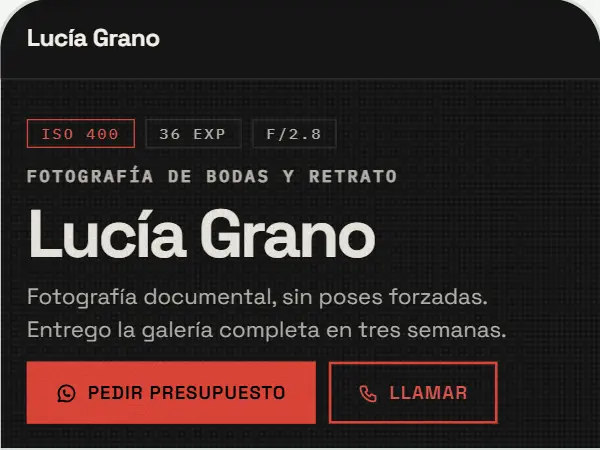 Lucía Grano
ISO 400 36 EXP F/2.8
FOTOGRAFÍA DE BODAS Y RETRATO
Lucía Grano
Fotografía documental, sin poses forzadas.
Entrego la galería completa en tres semanas.
PEDIR PRESUPUESTO LLAMAR